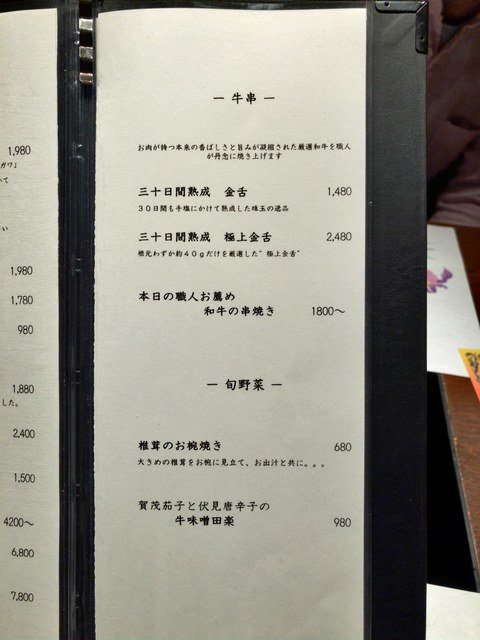 1,980
ガワ」
いて
い
1,980
1,780
980
1,880
した。
2,400
1,500
4200〜
6,800
7,800
― 牛串 ―
お肉が持つ本来の香ばしさと旨みが凝縮された厳選和牛を職人
が丹念に焼き上げます
三十日間熟成 金舌 1,480
30日間も手塩にかけて熟成した珠玉の逸品
三十日間熟成 極上金舌 2,480
根元わずか約40gだけを厳選した”極上金舌”
本日の職人お薦め
和牛の串焼き 1800〜
― 旬野菜 ―
椎茸のお椀焼き 680
大きめの椎茸をお椀に見立て、お出汁と共に。。。
賀茂茄子と伏見唐辛子の
牛味噌田楽 980